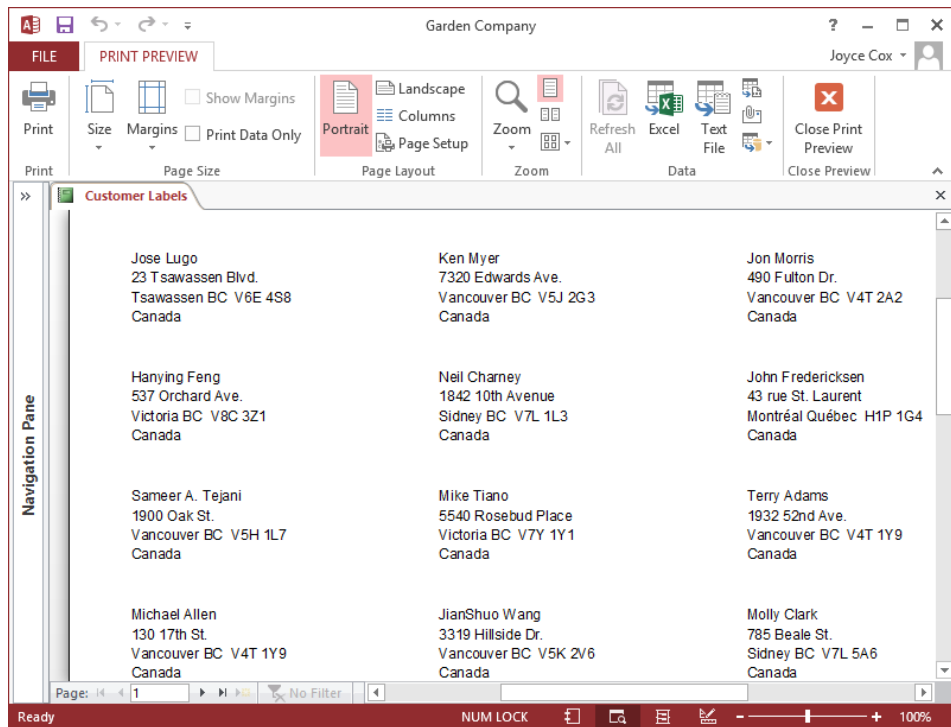 Garden Company
?
FILE
PRINT PREVIEW
Joyce Cox
Print
Size
Margins
Show Margins
Print Data Only
Portrait
Landscape
Columns
Page Setup
Zoom
Refresh All
Excel
Text File
Close Print Preview
Print
Page Size
Page Layout
Zoom
Data
Close Preview
Customer Labels
Navigation Pane
Jose Lugo
23 Tsawassen Blvd.
Tsawassen BC V6E 4S8
Canada
Ken Myer
7320 Edwards Ave.
Vancouver BC V5J 2G3
Canada
Jon Morris
490 Fulton Dr.
Vancouver BC V4T 2A2
Canada
Hanying Feng
537 Orchard Ave.
Victoria BC V8C 3Z1
Canada
Neil Charney
1842 10th Avenue
Sidney BC V7L 1L3
Canada
John Fredericksen
43 rue St. Laurent
Montréal Québec H1P 1G4
Canada
Sameer A. Tejani
1900 Oak St.
Vancouver BC V5H 1L7
Canada
Mike Tiano
5540 Rosebud Place
Victoria BC V7Y 1Y1
Canada
Terry Adams
1932 52nd Ave.
Vancouver BC V4T 1Y9
Canada
Michael Allen
130 17th St.
Vancouver BC V4T 1Y9
Canada
JianShuo Wang
3319 Hillside Dr.
Vancouver BC V5K 2V6
Canada
Molly Clark
785 Beale St.
Sidney BC V7L 5A6
Canada
Page: 1
No Filter
Ready
NUM LOCK
100%